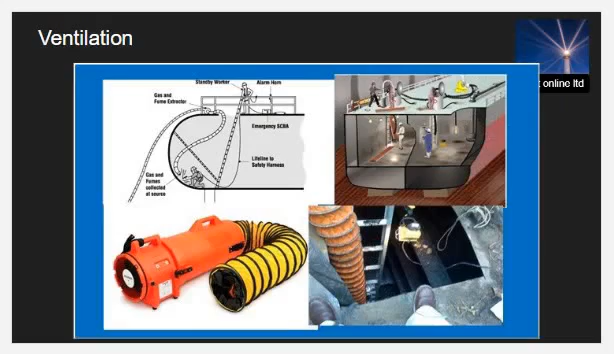 Ventilation
t online ltd
Standby Worker
Alarm Horn
Gas and
Fume Extractor
Emergency SCBA
Lifeline to
Safety Harness
Gas and
Fumes
collected
at source